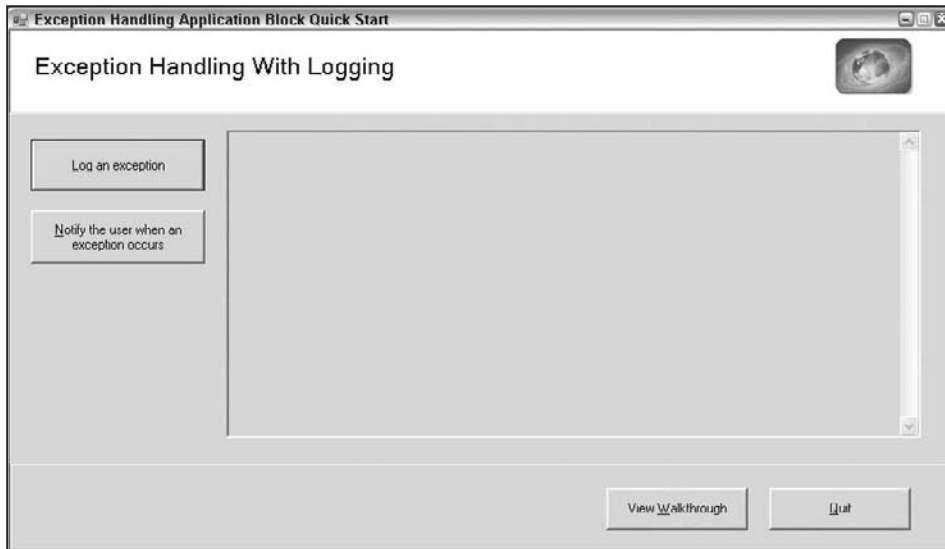 Exception Handling Application Block Quick Start
Exception Handling With Logging
Log an exception
Notify the user when an
exception occurs
View Walkthrough
Quit